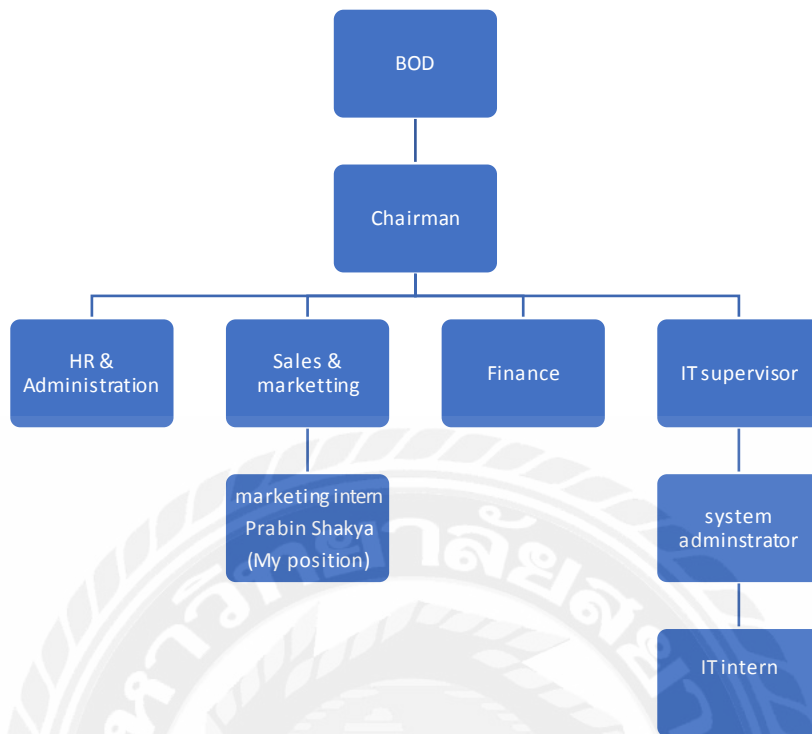 BOD
Chairman
HR &
Administration
Sales &
marketting
Finance
IT supervisor
marketing intern
Prabin Shakya
(My position)
system
adminstrator
IT intern